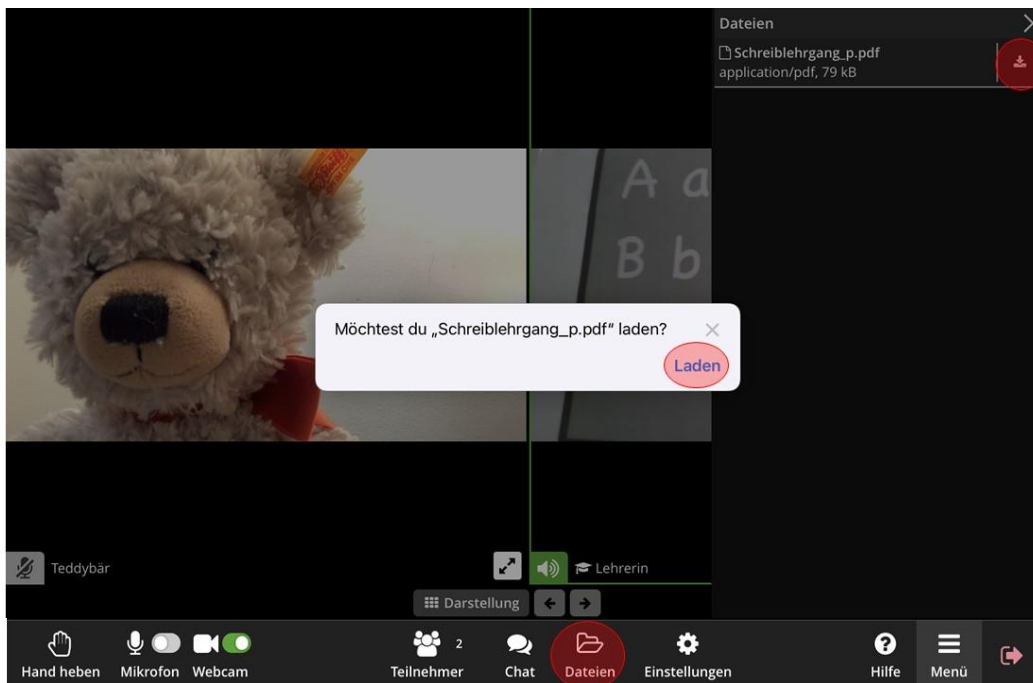 Dateien
Schreiblehrgang_p.pdf
application/pdf, 79 kB
A a
B b
Möchtest du „Schreiblehrgang_p.pdf“ laden?
Laden
Teddybär
Lehrerin
Darstellung
Hand heben
Mikrofon
Webcam
2
Teilnehmer
Chat
Dateien
Einstellungen
Hilfe
Menü